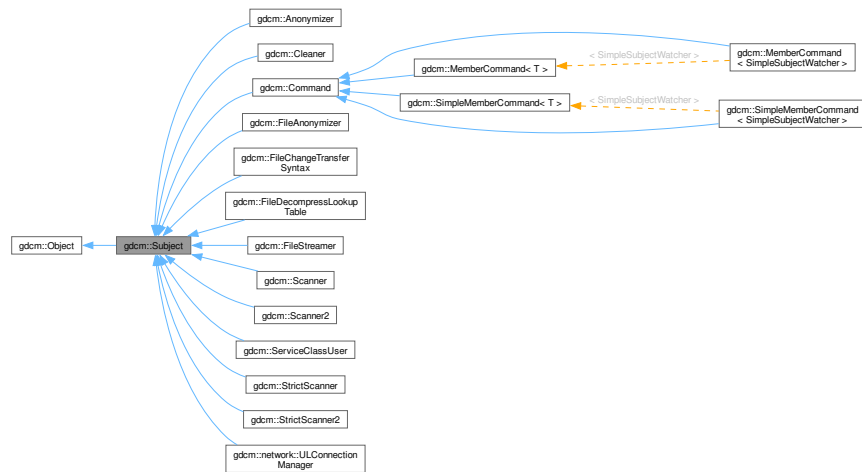 gdcm::Anonymizer
gdcm::Cleaner
gdcm::Command
gdcm::FileAnonymizer
gdcm::FileChangeTransfer
Syntax
gdcm::FileDecompressLookup
Table
gdcm::Object
gdcm::Subject
gdcm::FileStreamer
gdcm::Scanner
gdcm::Scanner2
gdcm::ServiceClassUser
gdcm::StrictScanner
gdcm::StrictScanner2
gdcm::network::ULConnection
Manager
gdcm::MemberCommand< T >
gdcm::SimpleMemberCommand< T >
< SimpleSubjectWatcher >
< SimpleSubjectWatcher >
gdcm::MemberCommand
< SimpleSubjectWatcher >
gdcm::SimpleMemberCommand
< SimpleSubjectWatcher >